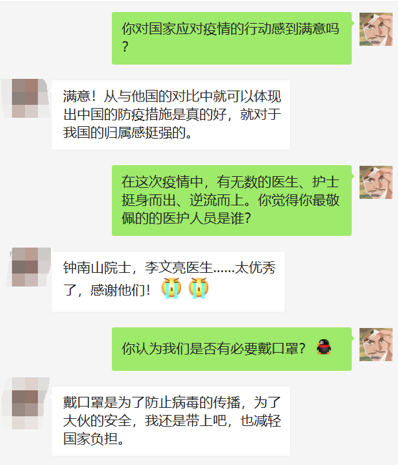 你对国家应对疫情的行动感到满意吗
？
满意！从与他国的对比中就可以体现
出中国的防疫措施是真的好，就对于
我国的归属感挺强的。
在这次疫情中，有无数的医生、护士
挺身而出、逆流而上。你觉得你最敬
佩的的医护人员是谁？
钟南山院士，李文亮医生......太优秀
了，感谢他们！
你认为我们是否有必要戴口罩？
戴口罩是为了防止病毒的传播，为了
大伙的安全，我还是带上吧，也减轻
国家负担。